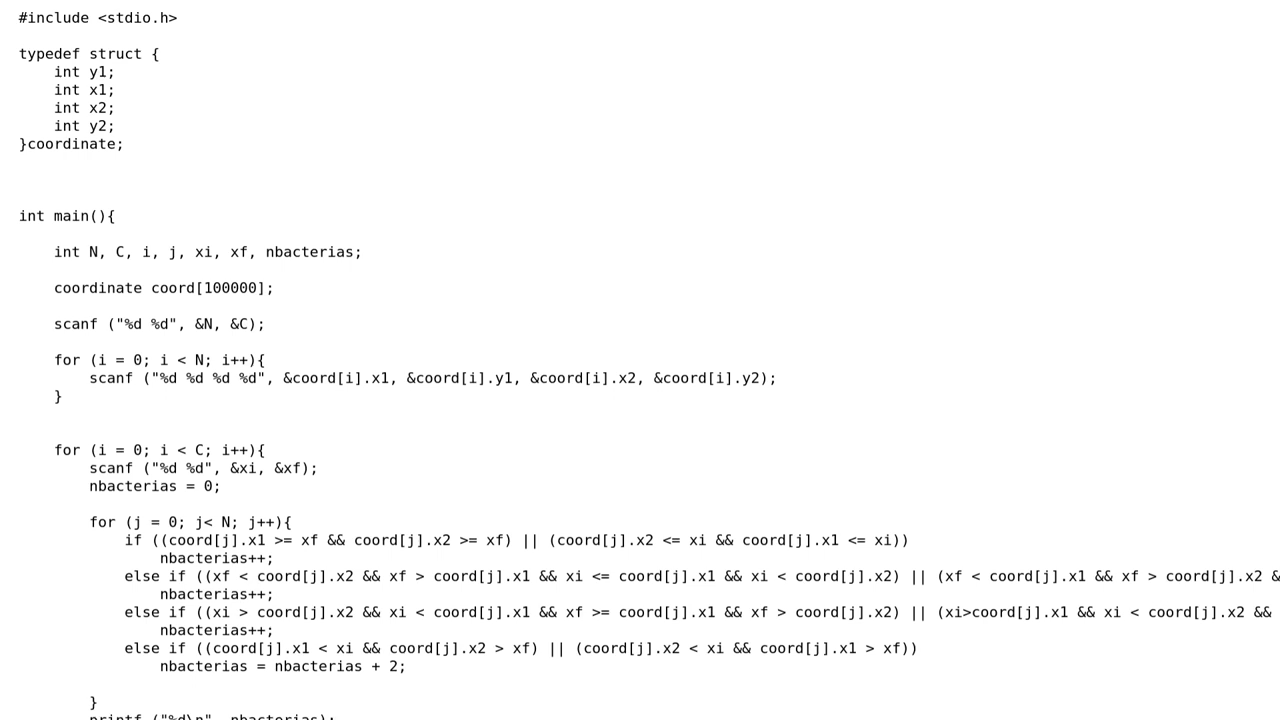 #include <stdio.h>
typedef struct {
    int y1;
    int x1;
    int x2;
    int y2;
}coordinate;
int main(){
    int N, C, i, j, xi, xf, nbacterias;
    coordinate coord[100000];
    scanf ("%d %d", &N, &C);
    for (i = 0; i < N; i++){
        scanf ("%d %d %d %d", &coord[i].x1, &coord[i].y1, &coord[i].x2, &coord[i].y2);
    }
    for (i = 0; i < C; i++){
        scanf ("%d %d", &xi, &xf);
        nbacterias = 0;
        for (j = 0; j< N; j++){
            if ((coord[j].x1 >= xf && coord[j].x2 >= xf) || (coord[j].x2 <= xi && coord[j].x1 <= xi))
                nbacterias++;
            else if ((xf < coord[j].x2 && xf > coord[j].x1 && xi <= coord[j].x1 && xi < coord[j].x2) || (xf < coord[j].x1 && xf > coord[j].x2 &
                nbacterias++;
            else if ((xi > coord[j].x2 && xi < coord[j].x1 && xf >= coord[j].x1 && xf > coord[j].x2) || (xi>coord[j].x1 && xi < coord[j].x2 &&
                nbacterias++;
            else if ((coord[j].x1 < xi && coord[j].x2 > xf) || (coord[j].x2 < xi && coord[j].x1 > xf))
                nbacterias = nbacterias + 2;
        }
        printf ("%d\n", nbacterias);